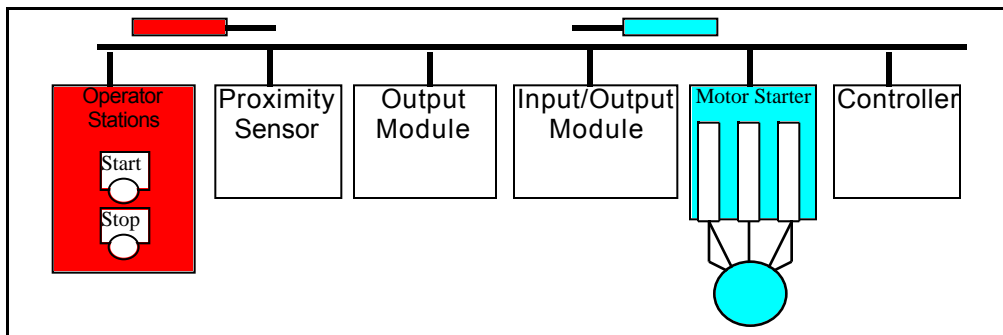 Operator
Stations
Start
Stop
Proximity
Sensor
Output
Module
Input/Output
Module
Motor Starter
Controller